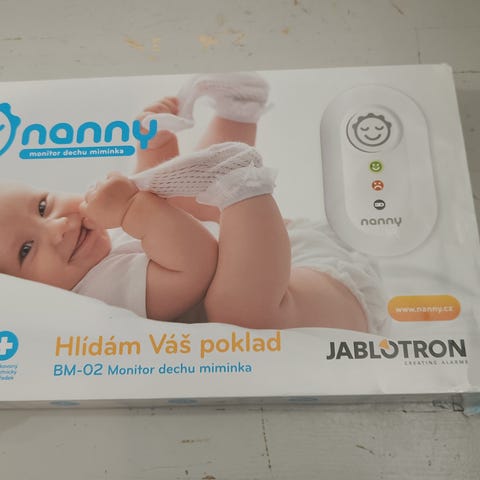 nanny
monitor dechu miminka
nanny
www.nanny.cz
Hlídám Váš poklad
BM-02 Monitor dechu miminka
JABLOTRON
CREATING ALARMS